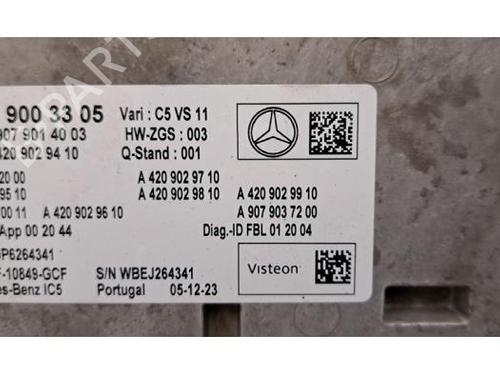 900 33 05 Vari : C5 VS 11
907 901 40 03 HW-ZGS : 003
420 902 94 10 Q-Stand : 001
20 00 A 420 902 97 10
95 10 A 420 902 98 10 A 420 902 99 10
00 11 A 420 902 96 10 A 907 903 72 00
App 00 20 44 Diag.-ID FBL 01 20 04
P6264341
-10849-GCF S/N WBEJ264341 Visteon
es-Benz IC5 Portugal 05-12-23